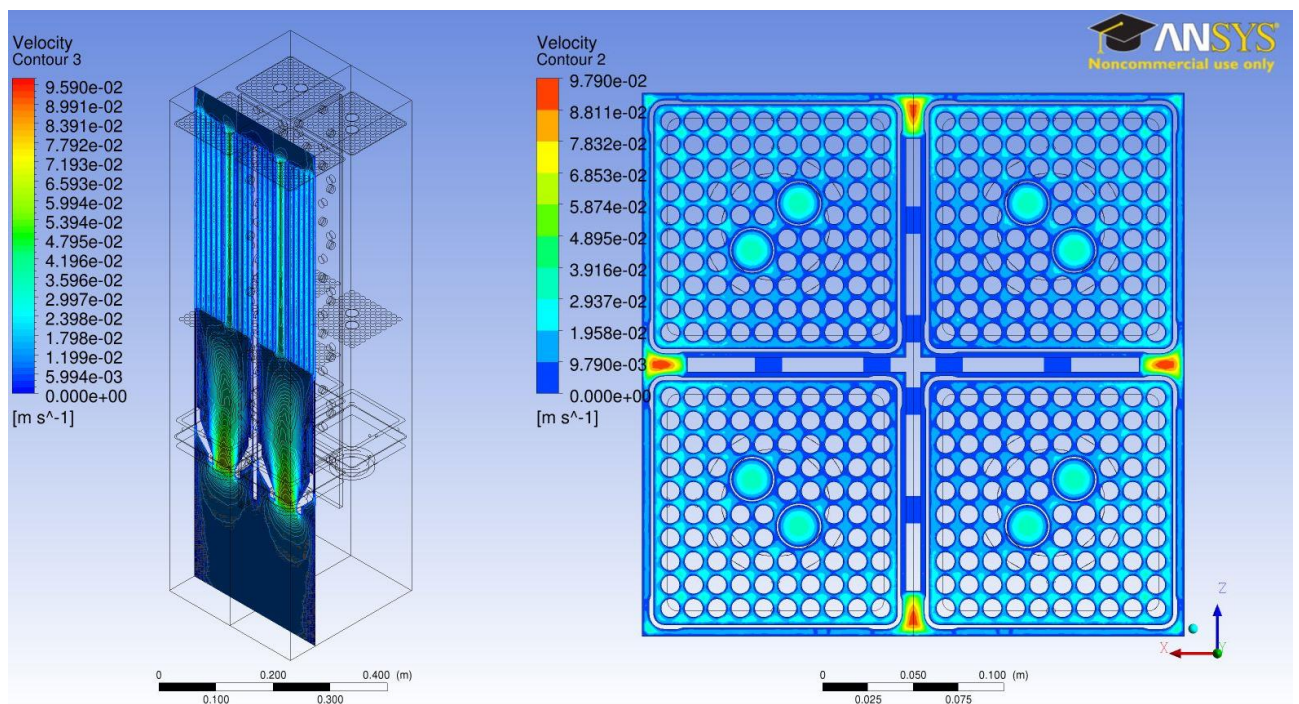 Velocity
Contour 3
9.590e-02
8.991e-02
8.391e-02
7.792e-02
7.193e-02
6.593e-02
5.994e-02
5.394e-02
4.795e-02
4.196e-02
3.596e-02
2.997e-02
2.398e-02
1.798e-02
1.199e-02
5.994e-03
0.000e+00
[m s^-1]
0 0.200 0.400 (m)
0.100 0.300
Velocity
Contour 2
9.790e-02
8.811e-02
7.832e-02
6.853e-02
5.874e-02
4.895e-02
3.916e-02
2.937e-02
1.958e-02
9.790e-03
0.000e+00
[m s^-1]
ANSYS®
Noncommercial use only
Z
X
Y
0 0.050 0.100 (m)
0.025 0.075